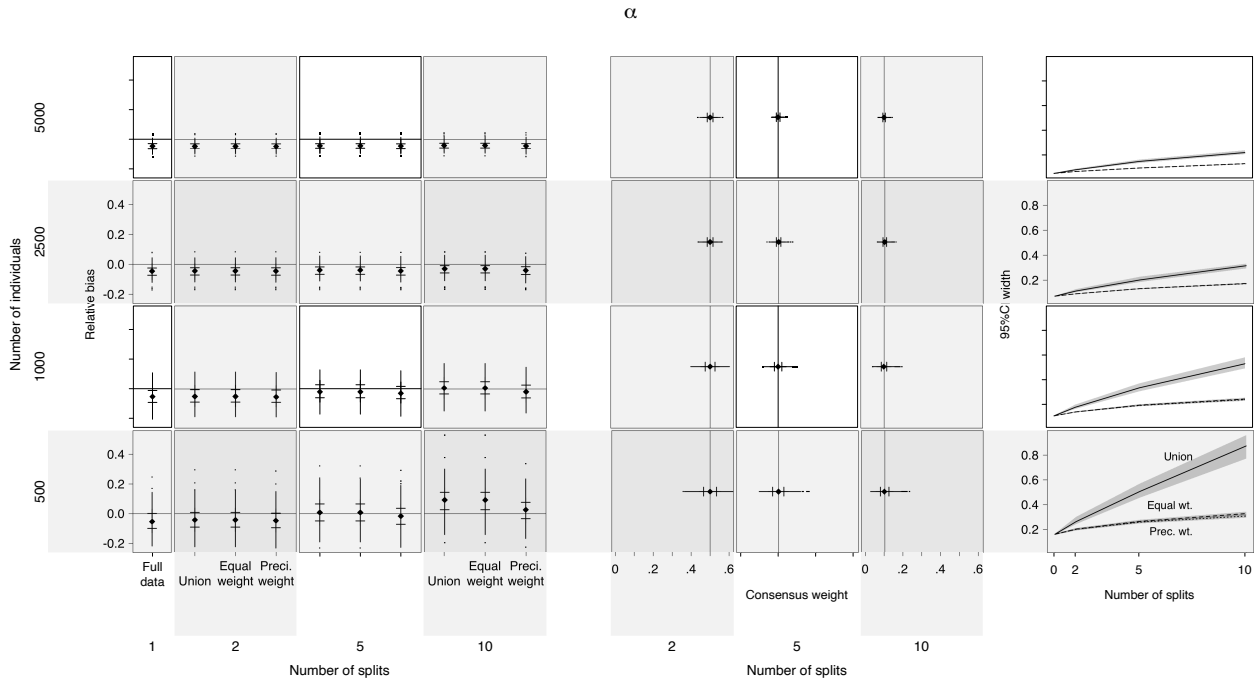 α
5000
2500
1000
500
Number of individuals
Relative bias
0.4
0.2
0.0
-0.2
0.4
0.2
0.0
-0.2
Full data
Union
Equal weight
Preci. weight
Union
Equal weight
Preci. weight
1
2
5
10
Number of splits
0
.2
.4
.6
0
.2
.4
.6
Consensus weight
2
5
10
Number of splits
95%CI width
0.8
0.6
0.4
0.2
0.8
0.6
0.4
0.2
Union
Equal wt.
Prec. wt.
0
2
5
10
Number of splits